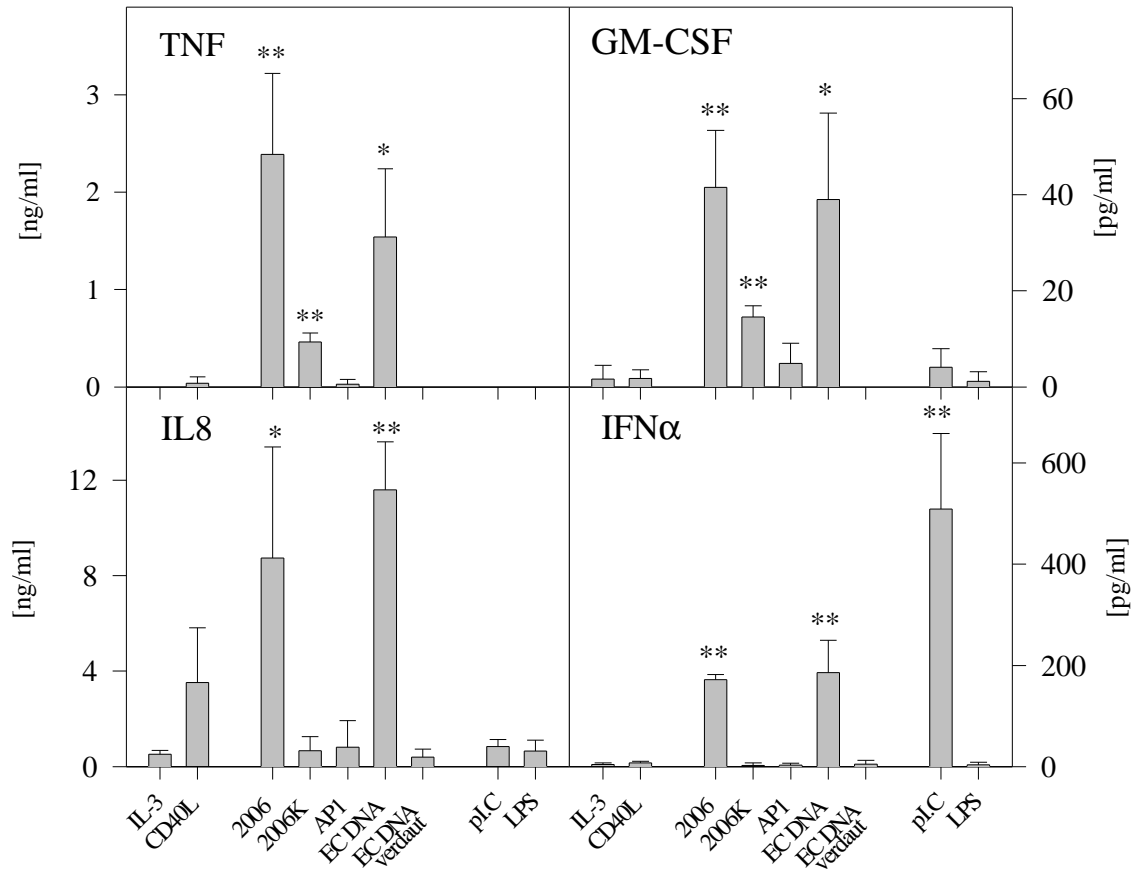 TNF
GM-CSF
**
*
**
**
*
**
3
2
1
0
[ng/ml]
60
40
20
0
[pg/ml]
IL8
IFNα
*
**
**
**
**
12
8
4
0
[ng/ml]
600
400
200
0
[pg/ml]
IL-3
CD40L
2006
2006K
AP1
EC DNA
EC DNA
verdaut
pI.C
LPS
IL-3
CD40L
2006
2006K
AP1
EC DNA
EC DNA
verdaut
pI.C
LPS